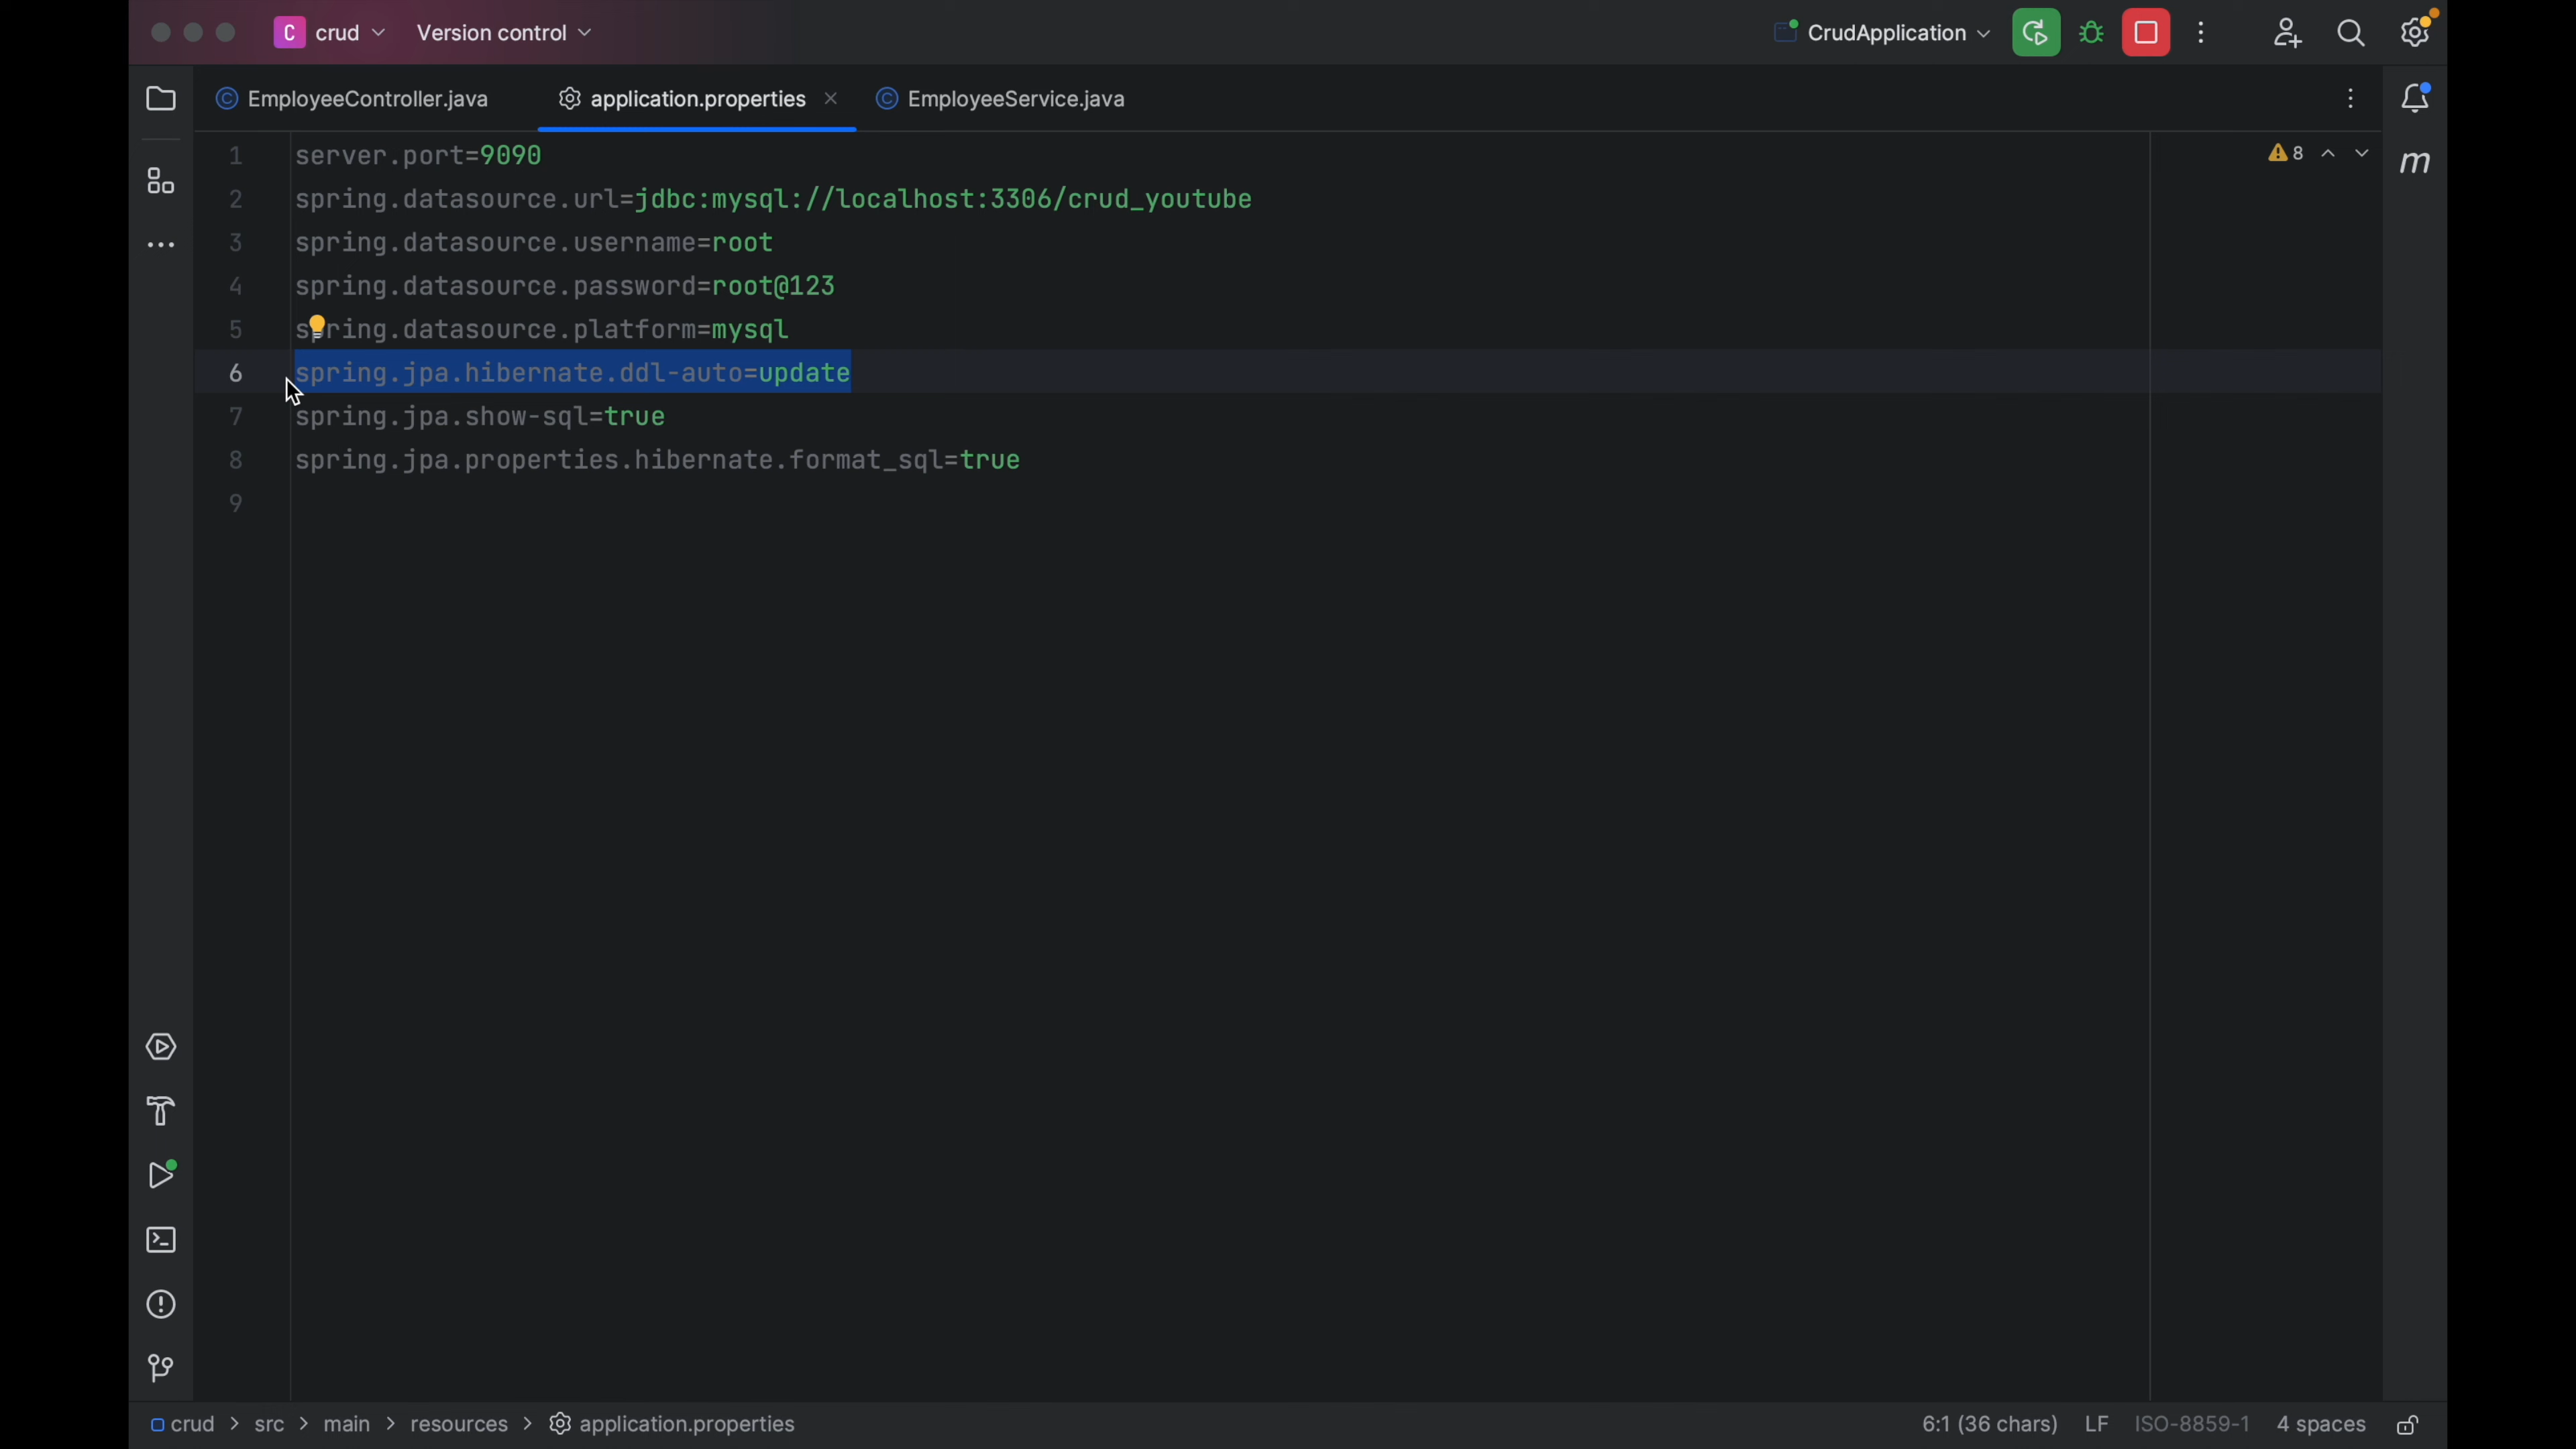 C crud Version control CrudApplication
EmployeeController.java application.properties EmployeeService.java
1 server.port=9090 8
2 spring.datasource.url=jdbc:mysql://localhost:3306/crud_youtube
3 spring.datasource.username=root
4 spring.datasource.password=root@123
5 spring.datasource.platform=mysql
6 spring.jpa.hibernate.ddl-auto=update
7 spring.jpa.show-sql=true
8 spring.jpa.properties.hibernate.format_sql=true
9
m
crud > src > main > resources > application.properties 6:1 (36 chars) LF ISO-8859-1 4 spaces